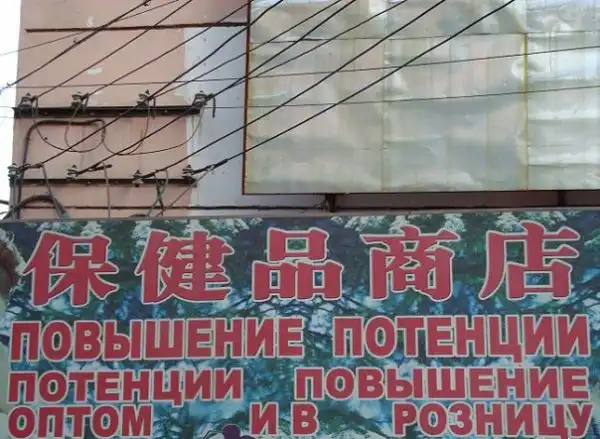 保健品商店
ПОВЫШЕНИЕ ПОТЕНЦИИ
ПОТЕНЦИИ ПОВЫШЕНИЕ
ОПТОМ И В РОЗНИЦУ